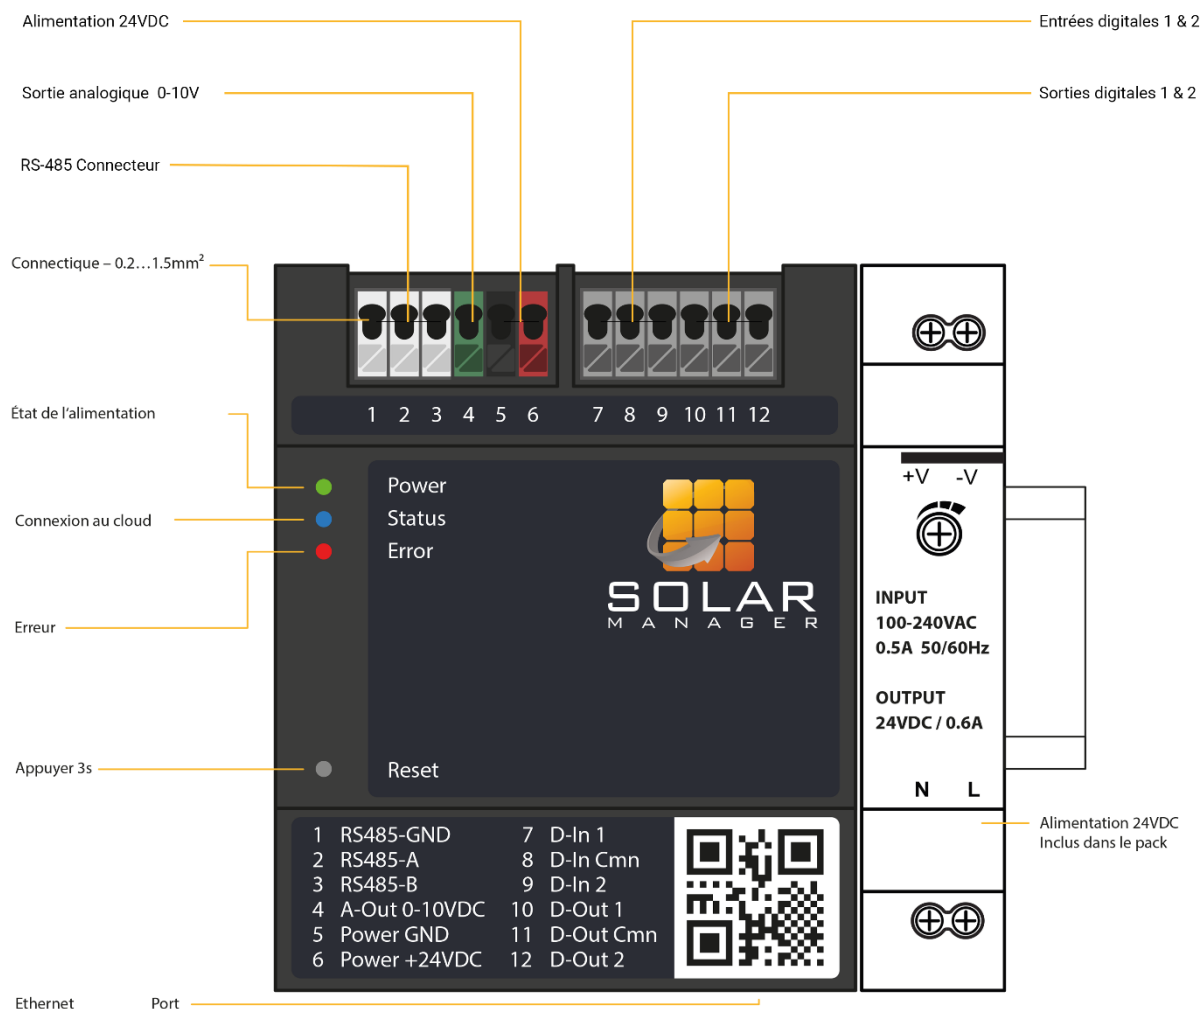 Alimentation 24VDC
Entrées digitales 1 & 2
Sortie analogique 0-10V
Sorties digitales 1 & 2
RS-485 Connecteur
Connectique – 0.2...1.5mm²
1 2 3 4 5 6 7 8 9 10 11 12
État de l'alimentation
Connexion au cloud
Erreur
Appuyer 3s
Power
Status
Error
SOLAR
MANAGER
Reset
+V -V
INPUT
100-240VAC
0.5A 50/60Hz
OUTPUT
24VDC / 0.6A
N L
Alimentation 24VDC
Inclus dans le pack
1 RS485-GND 7 D-In 1
2 RS485-A 8 D-In Cmn
3 RS485-B 9 D-In 2
4 A-Out 0-10VDC 10 D-Out 1
5 Power GND 11 D-Out Cmn
6 Power +24VDC 12 D-Out 2
Ethernet Port